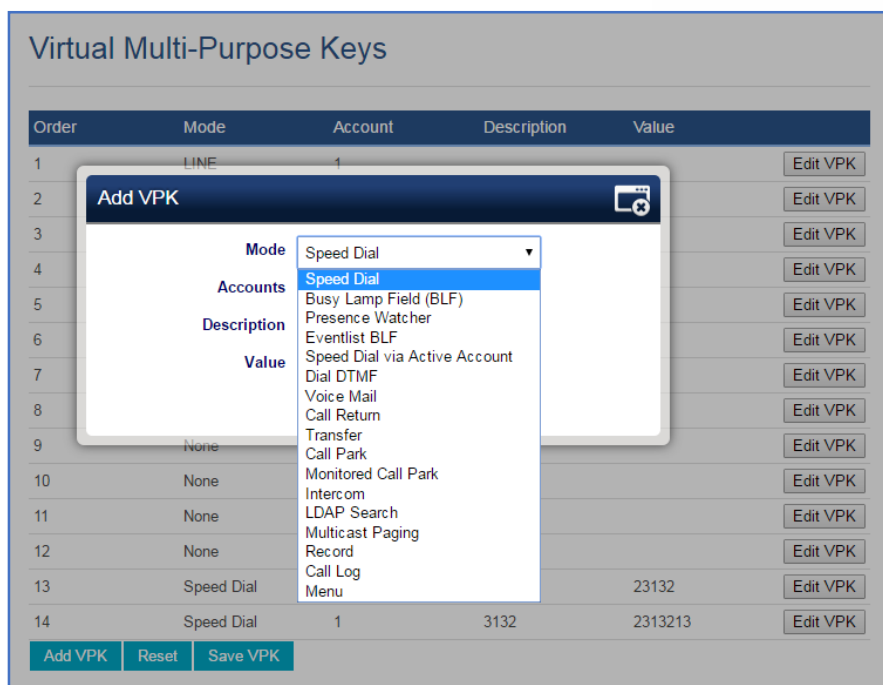 Virtual Multi-Purpose Keys
Order Mode Account Description Value
1 LINE 1 Edit VPK
2 Edit VPK
3 Edit VPK
4 Edit VPK
5 Edit VPK
6 Edit VPK
7 Edit VPK
8 Edit VPK
9 None Edit VPK
10 None Edit VPK
11 None Edit VPK
12 None Edit VPK
13 Speed Dial 23132 Edit VPK
14 Speed Dial 1 3132 2313213 Edit VPK
Add VPK Reset Save VPK
Add VPK
Mode Speed Dial
Accounts
Description
Value
Speed Dial
Busy Lamp Field (BLF)
Presence Watcher
Eventlist BLF
Speed Dial via Active Account
Dial DTMF
Voice Mail
Call Return
Transfer
Call Park
Monitored Call Park
Intercom
LDAP Search
Multicast Paging
Record
Call Log
Menu